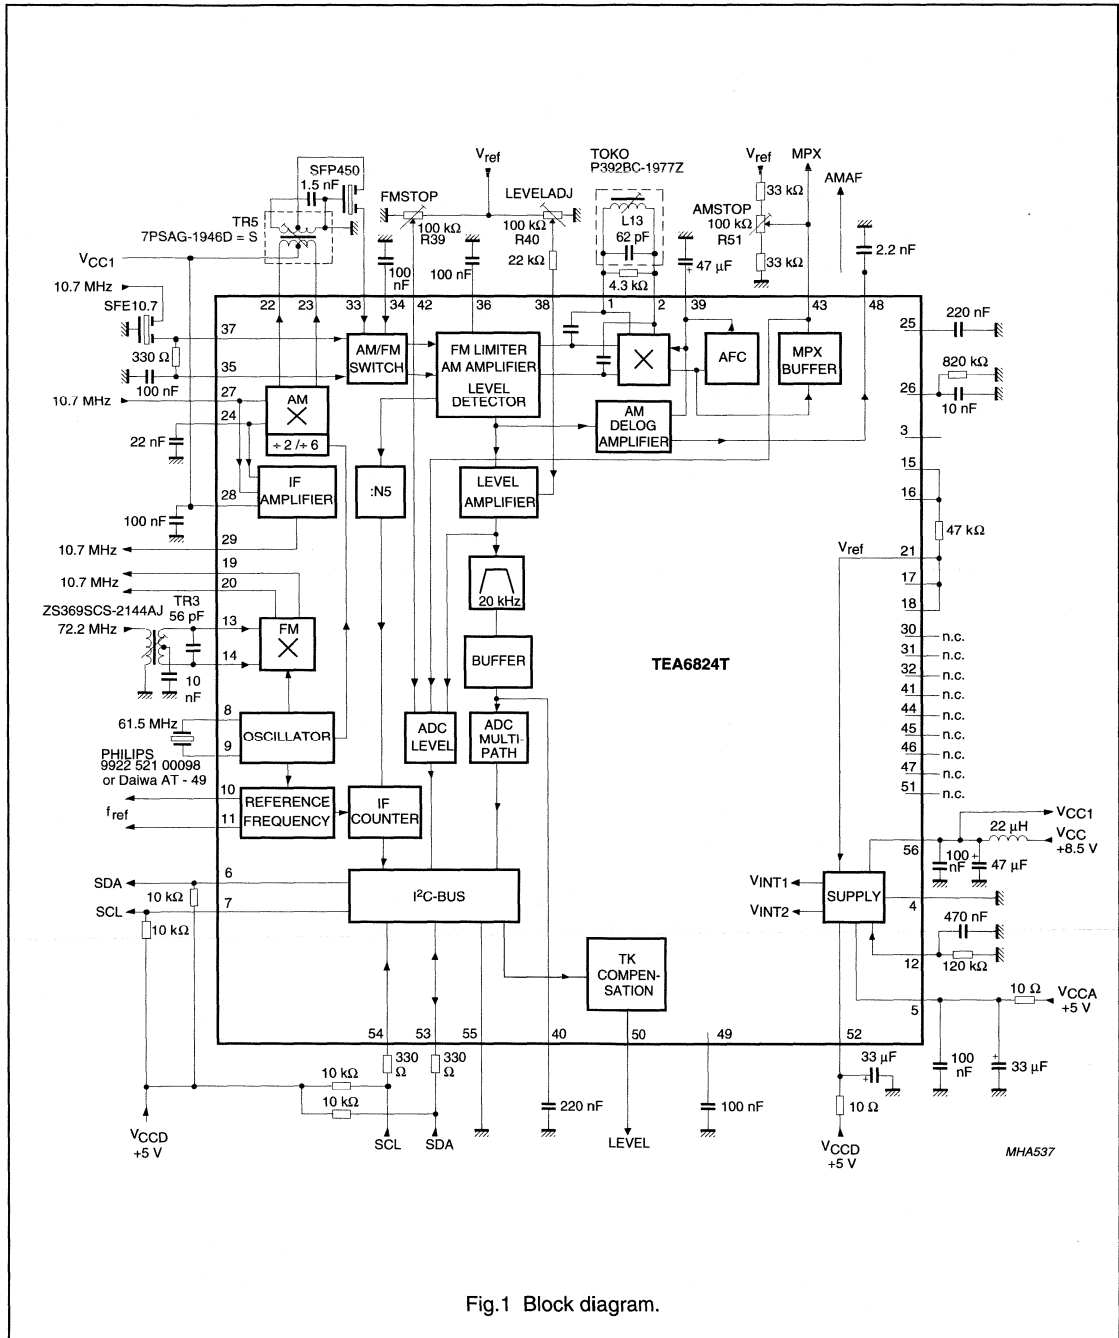 Vref
TOKO
P392BC-1977Z
Vref
MPX
AMAF
SFP450
1.5 nF
FMSTOP
LEVELADJ
33 kΩ
TR5
7PSAG-1946D = S
100 kΩ
R39
100 kΩ
R40
L13
62 pF
AMSTOP
100 kΩ
R51
VCC1
100 nF
100 nF
22 kΩ
4.3 kΩ
47 µF
+
33 kΩ
2.2 nF
10.7 MHz
SFE10.7
22 23 33 34 42 36 38 1 2 39 43 48
37
330 Ω
35
100 nF
10.7 MHz
27
24
22 nF
28
100 nF
10.7 MHz
29
19
10.7 MHz
20
ZS369SCS-2144AJ
TR3
56 pF
72.2 MHz
13
14
10 nF
8
61.5 MHz
9
PHILIPS
9922 521 00098
or Daiwa AT - 49
10
fref
11
SDA
6
10 kΩ
SCL
7
10 kΩ
AM/FM
SWITCH
FM LIMITER
AM AMPLIFIER
LEVEL
DETECTOR
AFC
MPX
BUFFER
AM
÷ 2 /÷ 6
AM
DELOG
AMPLIFIER
IF
AMPLIFIER
:N5
LEVEL
AMPLIFIER
20 kHz
FM
BUFFER
TEA6824T
OSCILLATOR
ADC
LEVEL
ADC
MULTI-
PATH
REFERENCE
FREQUENCY
IF
COUNTER
I²C-BUS
TK
COMPEN-
SATION
VINT1
VINT2
SUPPLY
25
220 nF
820 kΩ
26
10 nF
3
15
16
47 kΩ
Vref
21
17
18
30 n.c.
31 n.c.
32 n.c.
41 n.c.
44 n.c.
45 n.c.
46 n.c.
47 n.c.
51 n.c.
VCC1
22 µH
VCC
+8.5 V
56
100 nF
+
47 µF
4
470 nF
12
120 kΩ
10 Ω
VCCA
+5 V
5
100 nF
+
33 µF
54 53 55 40 50 49 52
330 Ω
330 Ω
10 kΩ
10 kΩ
33 µF
+
220 nF
100 nF
10 Ω
VCCD
+5 V
SCL
SDA
LEVEL
VCCD
+5 V
MHA537
Fig.1 Block diagram.